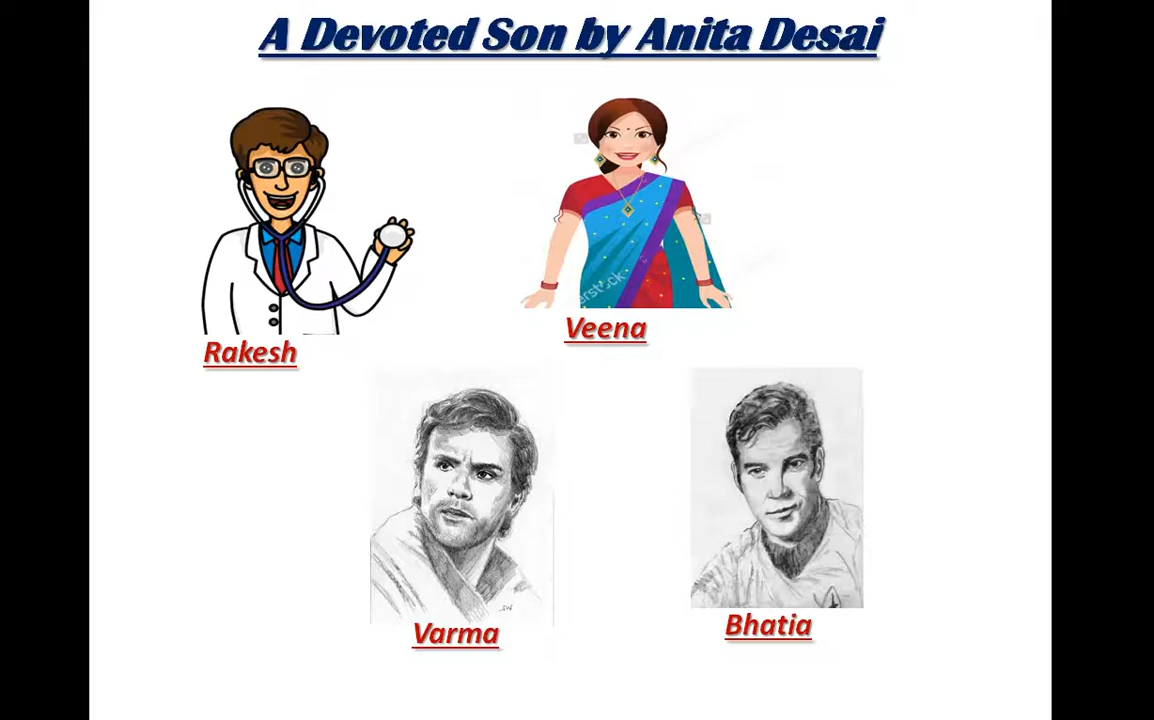 A Devoted Son by Anita Desai
Rakesh
Veena
Varma
Bhatia